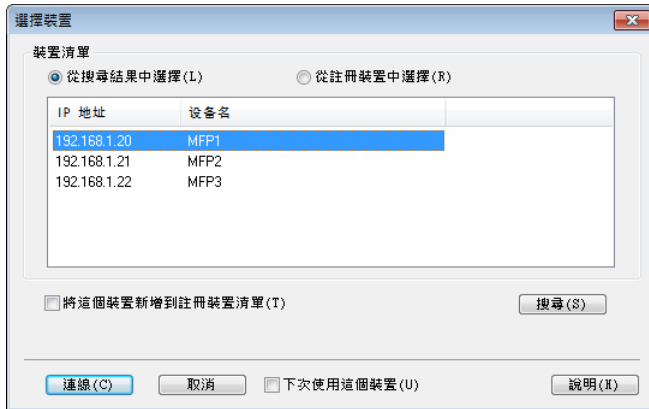 選擇裝置
裝置清單
從搜尋結果中選擇(L) 從註冊裝置中選擇(R)
IP 地址 设备名
192.168.1.20 MFP1
192.168.1.21 MFP2
192.168.1.22 MFP3
將這個裝置新增到註冊裝置清單(T) 搜尋(S)
連線(C) 取消 下次使用這個裝置(U) 說明(H)